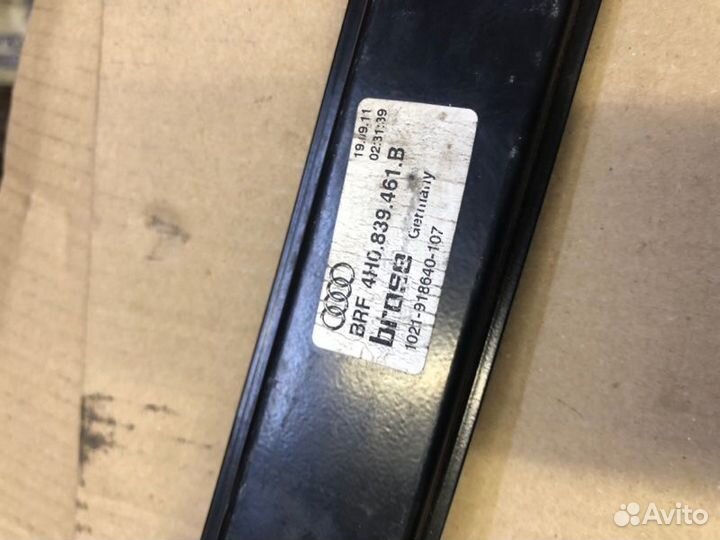 19.09.11
02:31:39
BRF 4H0.839.461.B
brose Germany
1021-918640-107
Avito